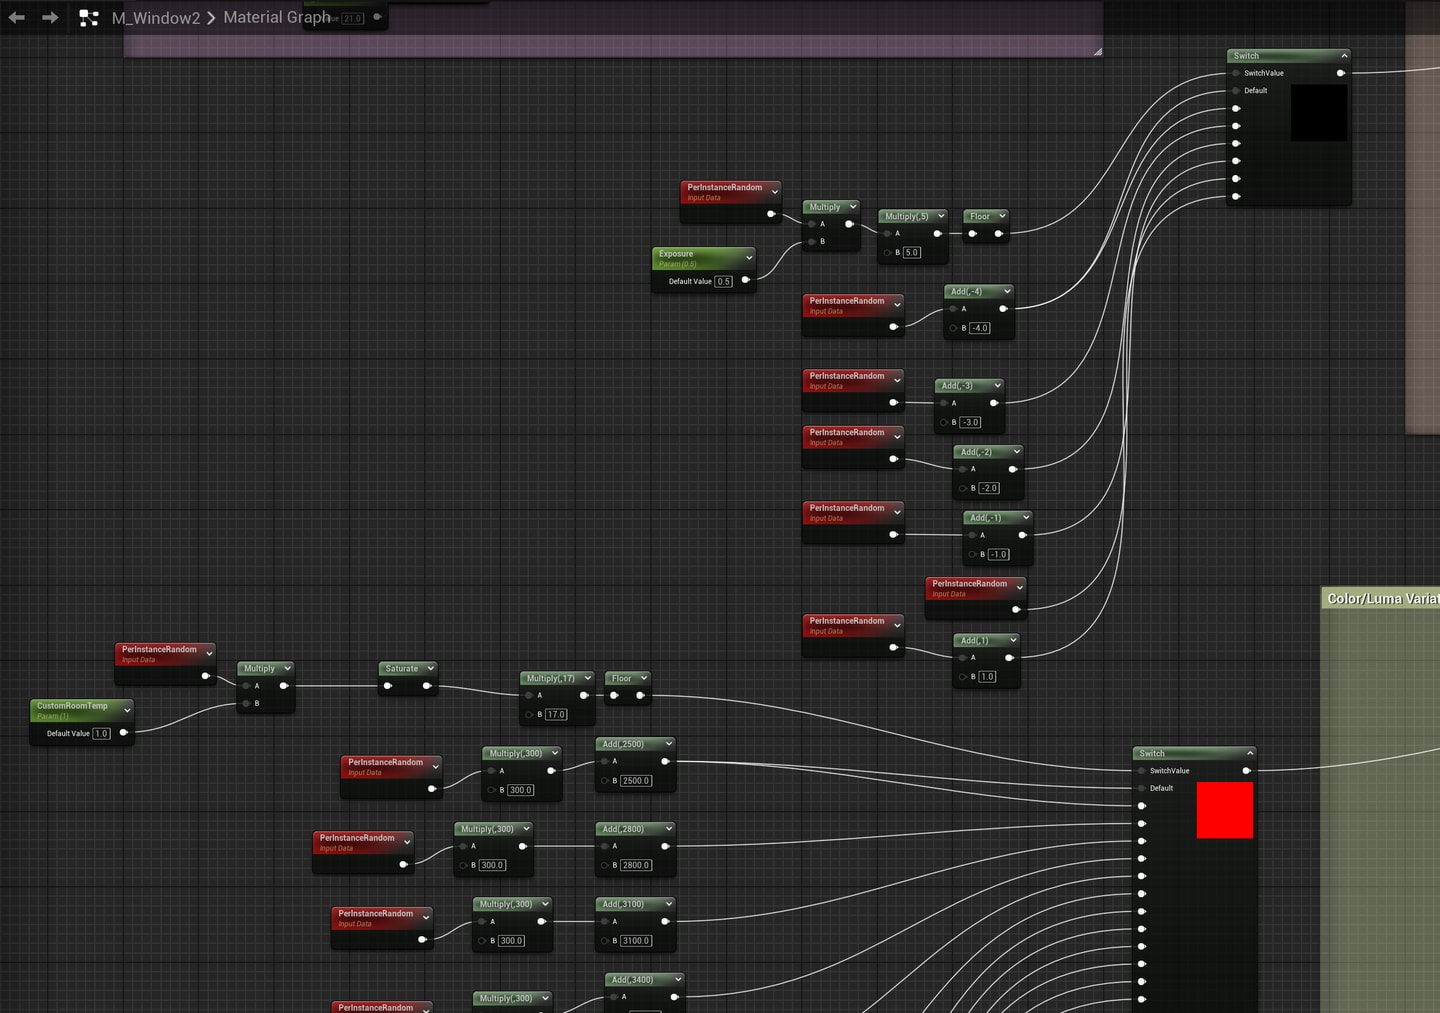 M_Window2 > Material Graph
21.0
Switch
SwitchValue
Default
PerInstanceRandom
Input Data
Multiply
A
B
Multiply(,5)
A
B 5.0
Floor
Exposure
Param (0.5)
Default Value 0.5
PerInstanceRandom
Input Data
Add(,-4)
A
B -4.0
PerInstanceRandom
Input Data
Add(,-3)
A
B -3.0
PerInstanceRandom
Input Data
Add(,-2)
A
B -2.0
PerInstanceRandom
Input Data
Add(,-1)
A
B -1.0
PerInstanceRandom
Input Data
PerInstanceRandom
Input Data
Add(,1)
A
B 1.0
Color/Luma Variat
PerInstanceRandom
Input Data
Multiply
A
B
Saturate
Multiply(,17)
A
B 17.0
Floor
CustomRoomTemp
Param (1)
Default Value 1.0
PerInstanceRandom
Input Data
Multiply(,300)
A
B 300.0
Add(,2500)
A
B 2500.0
Switch
SwitchValue
Default
PerInstanceRandom
Input Data
Multiply(,300)
A
B 300.0
Add(,2800)
A
B 2800.0
PerInstanceRandom
Input Data
Multiply(,300)
A
B 300.0
Add(,3100)
A
B 3100.0
PerInstanceRandom
Multiply(,300)
Add(,3400)
A